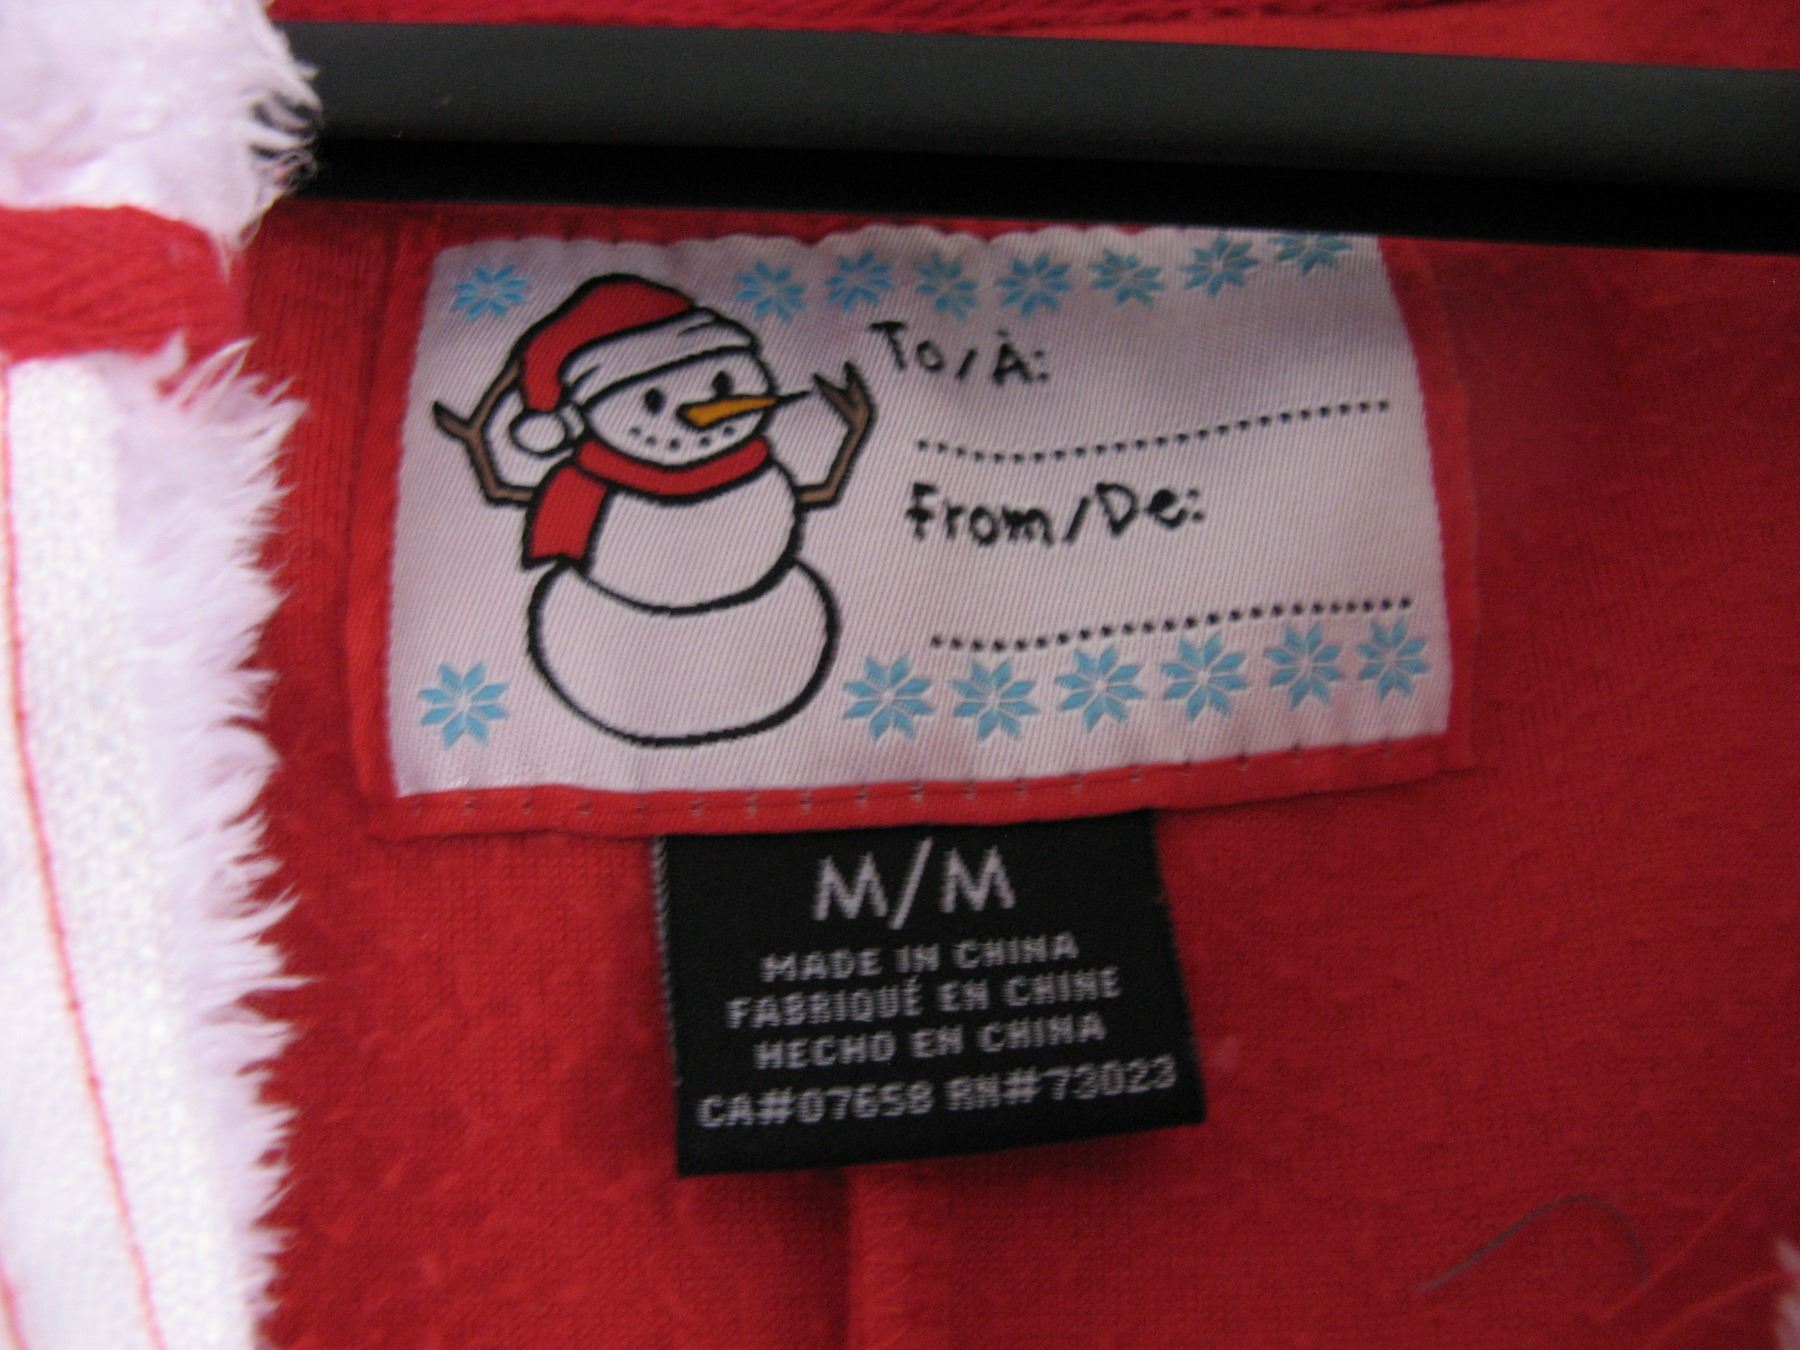 To/À:
From/De:
M/M
MADE IN CHINA
FABRIQUÉ EN CHINE
HECHO EN CHINA
CA#07658 RN#73023